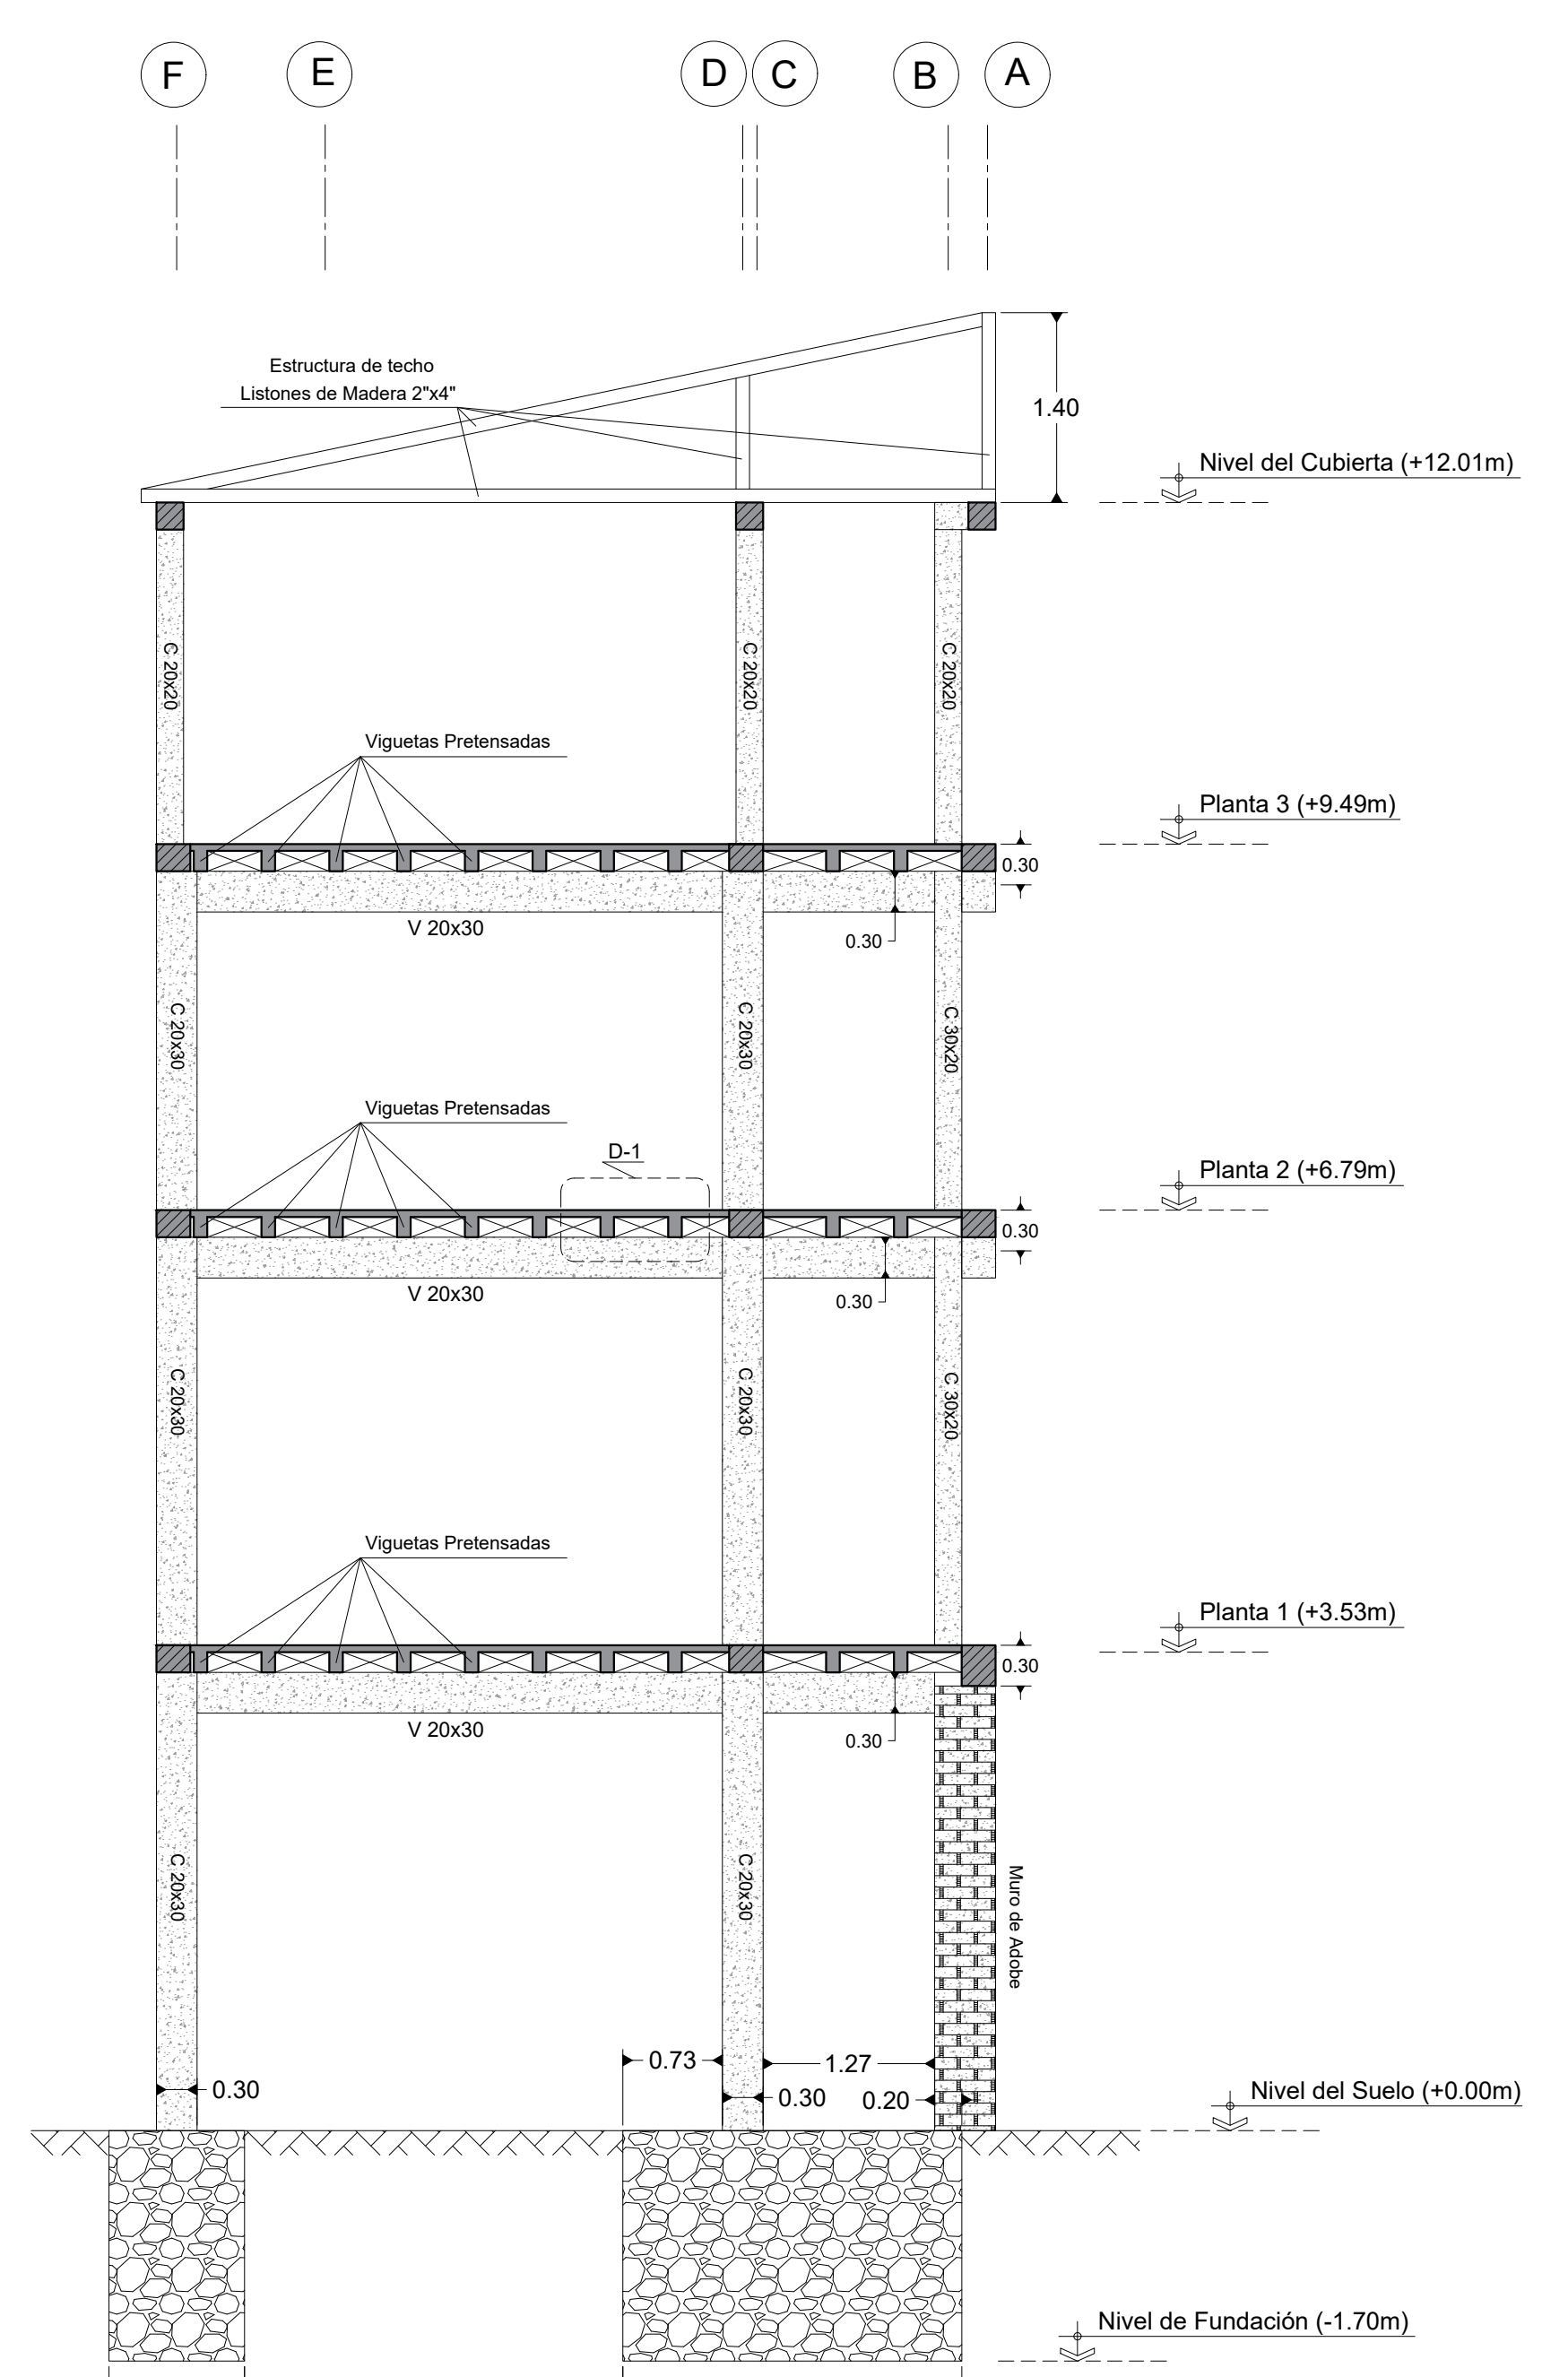 F
E
D
C
B
A
Estructura de techo
Listones de Madera 2"x4"
1.40
Nivel del Cubierta (+12.01m)
C 20x20
C 20x20
C 20x20
Viguetas Pretensadas
Planta 3 (+9.49m)
0.30
V 20x30
0.30
C 20x30
C 20x30
C 30x20
Viguetas Pretensadas
D-1
Planta 2 (+6.79m)
0.30
V 20x30
0.30
C 20x30
C 20x30
C 30x20
Viguetas Pretensadas
Planta 1 (+3.53m)
0.30
V 20x30
0.30
C 20x30
C 20x30
Muro de Adobe
0.73
1.27
0.30
0.30
0.20
Nivel del Suelo (+0.00m)
Nivel de Fundación (-1.70m)